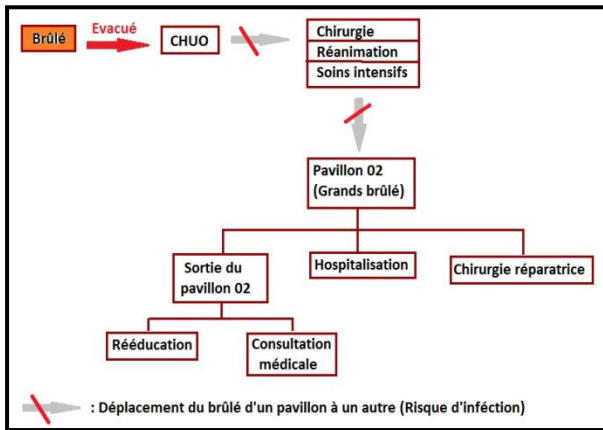 Brûlé
Evacué
CHUO
Chirurgie
Réanimation
Soins intensifs
Pavillon 02
(Grands brûlé)
Sortie du
pavillon 02
Hospitalisation
Chirurgie réparatrice
Rééducation
Consultation
médicale
: Déplacement du brûlé d'un pavillon à un autre (Risque d'inféction)